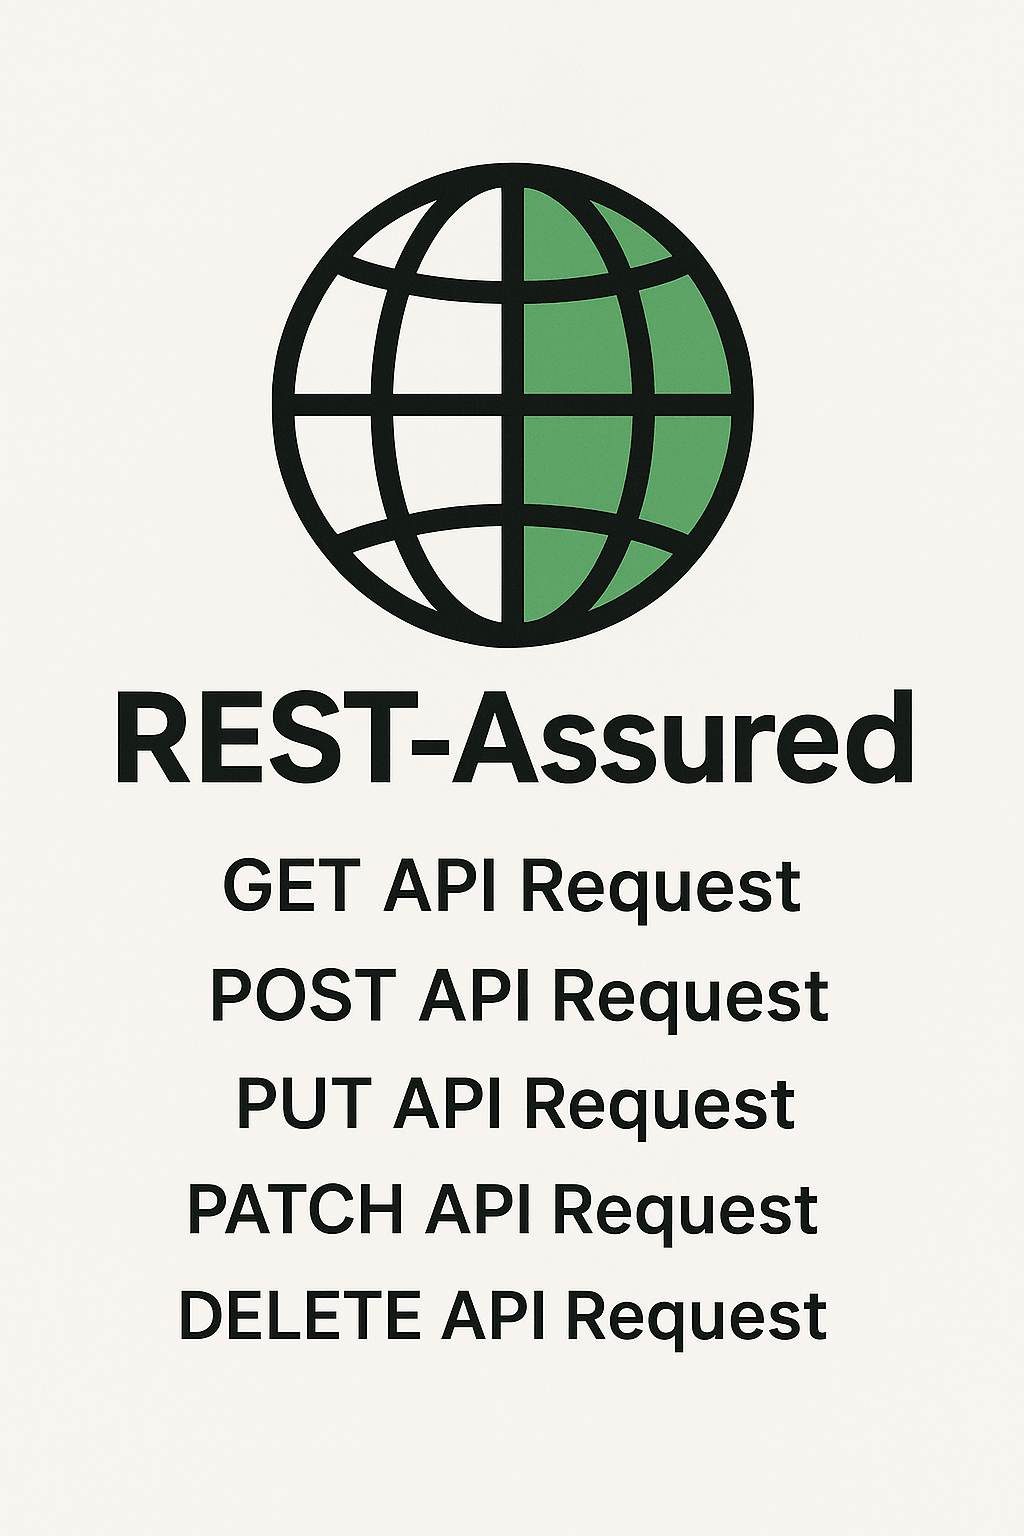 REST-Assured
GET API Request
POST API Request
PUT API Request
PATCH API Request
DELETE API Request